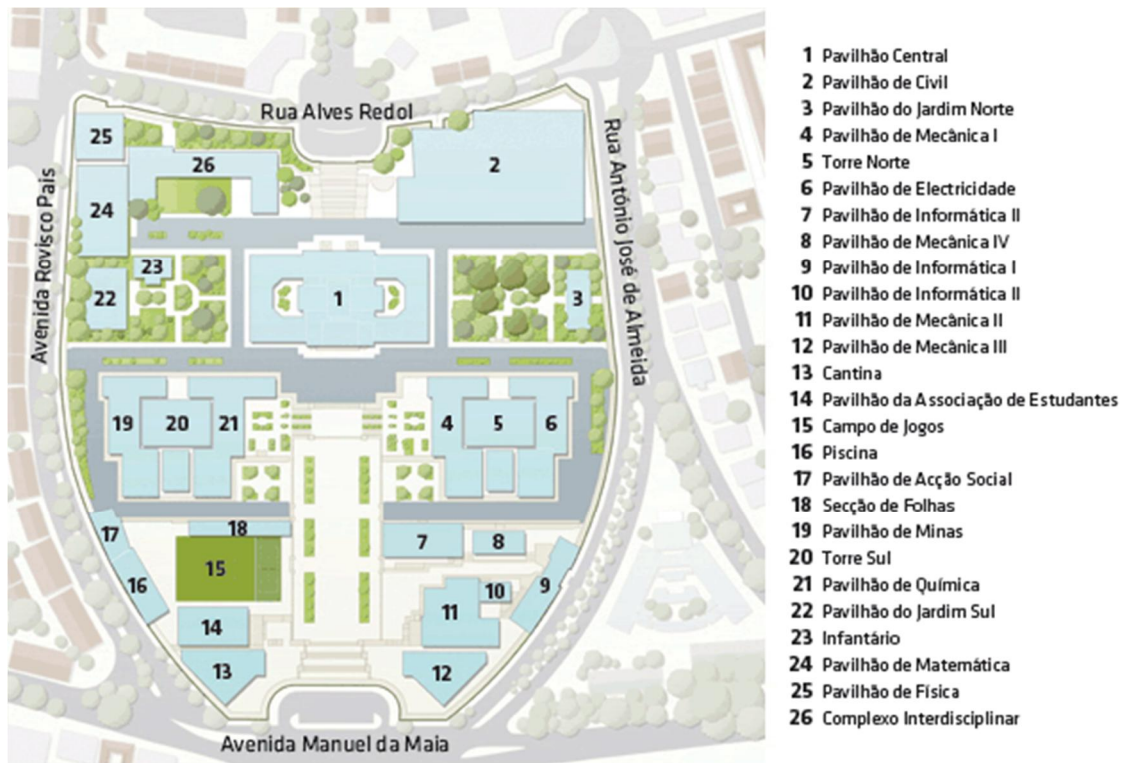 Rua Alves Redol
Rua António José de Almeida
Avenida Rovisco Pais
Avenida Manuel da Maia
25
26
2
24
23
22
1
3
19
20
21
4
5
6
17
18
7
8
16
15
10
9
14
11
13
12
1 Pavilhão Central
2 Pavilhão de Civil
3 Pavilhão do Jardim Norte
4 Pavilhão de Mecânica I
5 Torre Norte
6 Pavilhão de Electricidade
7 Pavilhão de Informática II
8 Pavilhão de Mecânica IV
9 Pavilhão de Informática I
10 Pavilhão de Informática II
11 Pavilhão de Mecânica II
12 Pavilhão de Mecânica III
13 Cantina
14 Pavilhão da Associação de Estudantes
15 Campo de Jogos
16 Piscina
17 Pavilhão de Acção Social
18 Secção de Folhas
19 Pavilhão de Minas
20 Torre Sul
21 Pavilhão de Química
22 Pavilhão do Jardim Sul
23 Infantário
24 Pavilhão de Matemática
25 Pavilhão de Física
26 Complexo Interdisciplinar